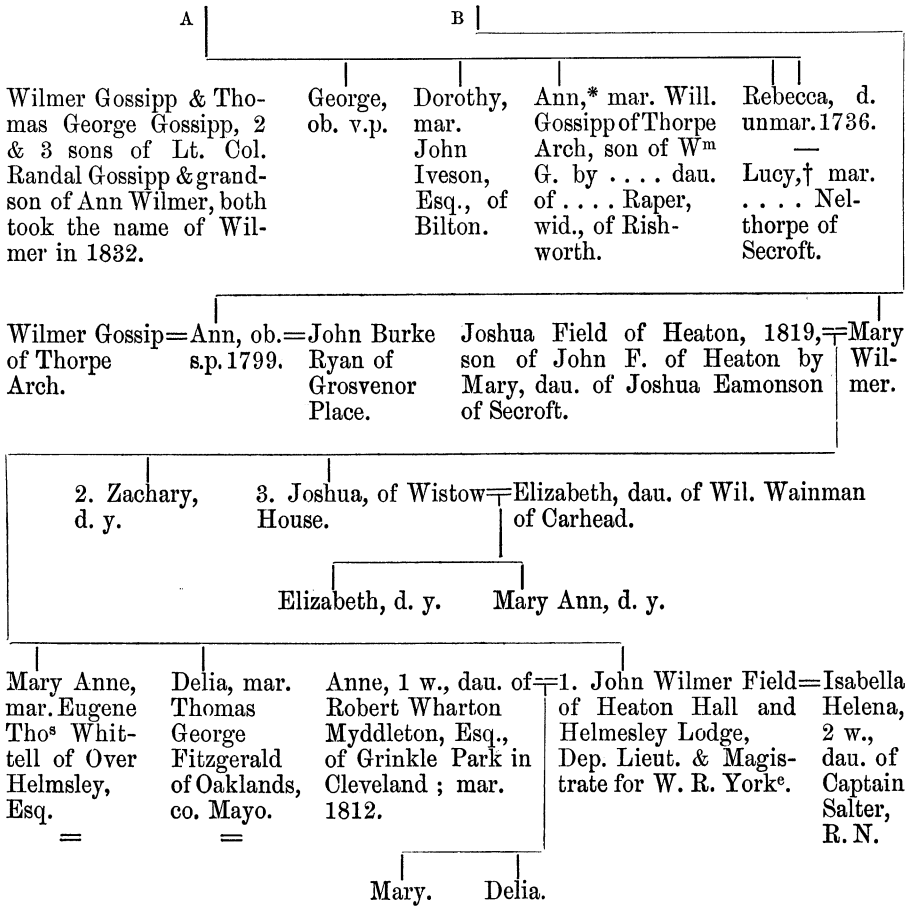 A
B
Wilmer Gossipp & Tho-
mas George Gossipp, 2
& 3 sons of Lt. Col.
Randal Gossipp & grand-
son of Ann Wilmer, both
took the name of Wil-
mer in 1832.
George,
ob. v.p.
Dorothy,
mar.
John
Iveson,
Esq., of
Bilton.
Ann,* mar. Will.
Gossipp of Thorpe
Arch, son of Wᵐ
G. by .... dau.
of .... Raper,
wid., of Rish-
worth.
Rebecca, d.
unmar. 1736.
—
Lucy,† mar.
.... Nel-
thorpe of
Secroft.
Wilmer Gossip=
of Thorpe
Arch.
Ann, ob.=
s.p. 1799.
John Burke
Ryan of
Grosvenor
Place.
Joshua Field of Heaton, 1819,=
son of John F. of Heaton by
Mary, dau. of Joshua Eamonson
of Secroft.
Mary
Wil-
mer.
2. Zachary,
d. y.
3. Joshua, of Wistow=
House.
Elizabeth, dau. of Wil. Wainman
of Carhead.
Elizabeth, d. y.
Mary Ann, d. y.
Mary Anne,
mar. Eugene
Thoˢ Whit-
tell of Over
Helmsley,
Esq.
=
Delia, mar.
Thomas
George
Fitzgerald
of Oaklands,
co. Mayo.
=
Anne, 1 w., dau. of=
Robert Wharton
Myddleton, Esq.,
of Grinkle Park in
Cleveland ; mar.
1812.
1. John Wilmer Field=
of Heaton Hall and
Helmesley Lodge,
Dep. Lieut. & Magis-
trate for W. R. Yorkᵉ.
Isabella
Helena,
2 w.,
dau. of
Captain
Salter,
R. N.
Mary.
Delia.